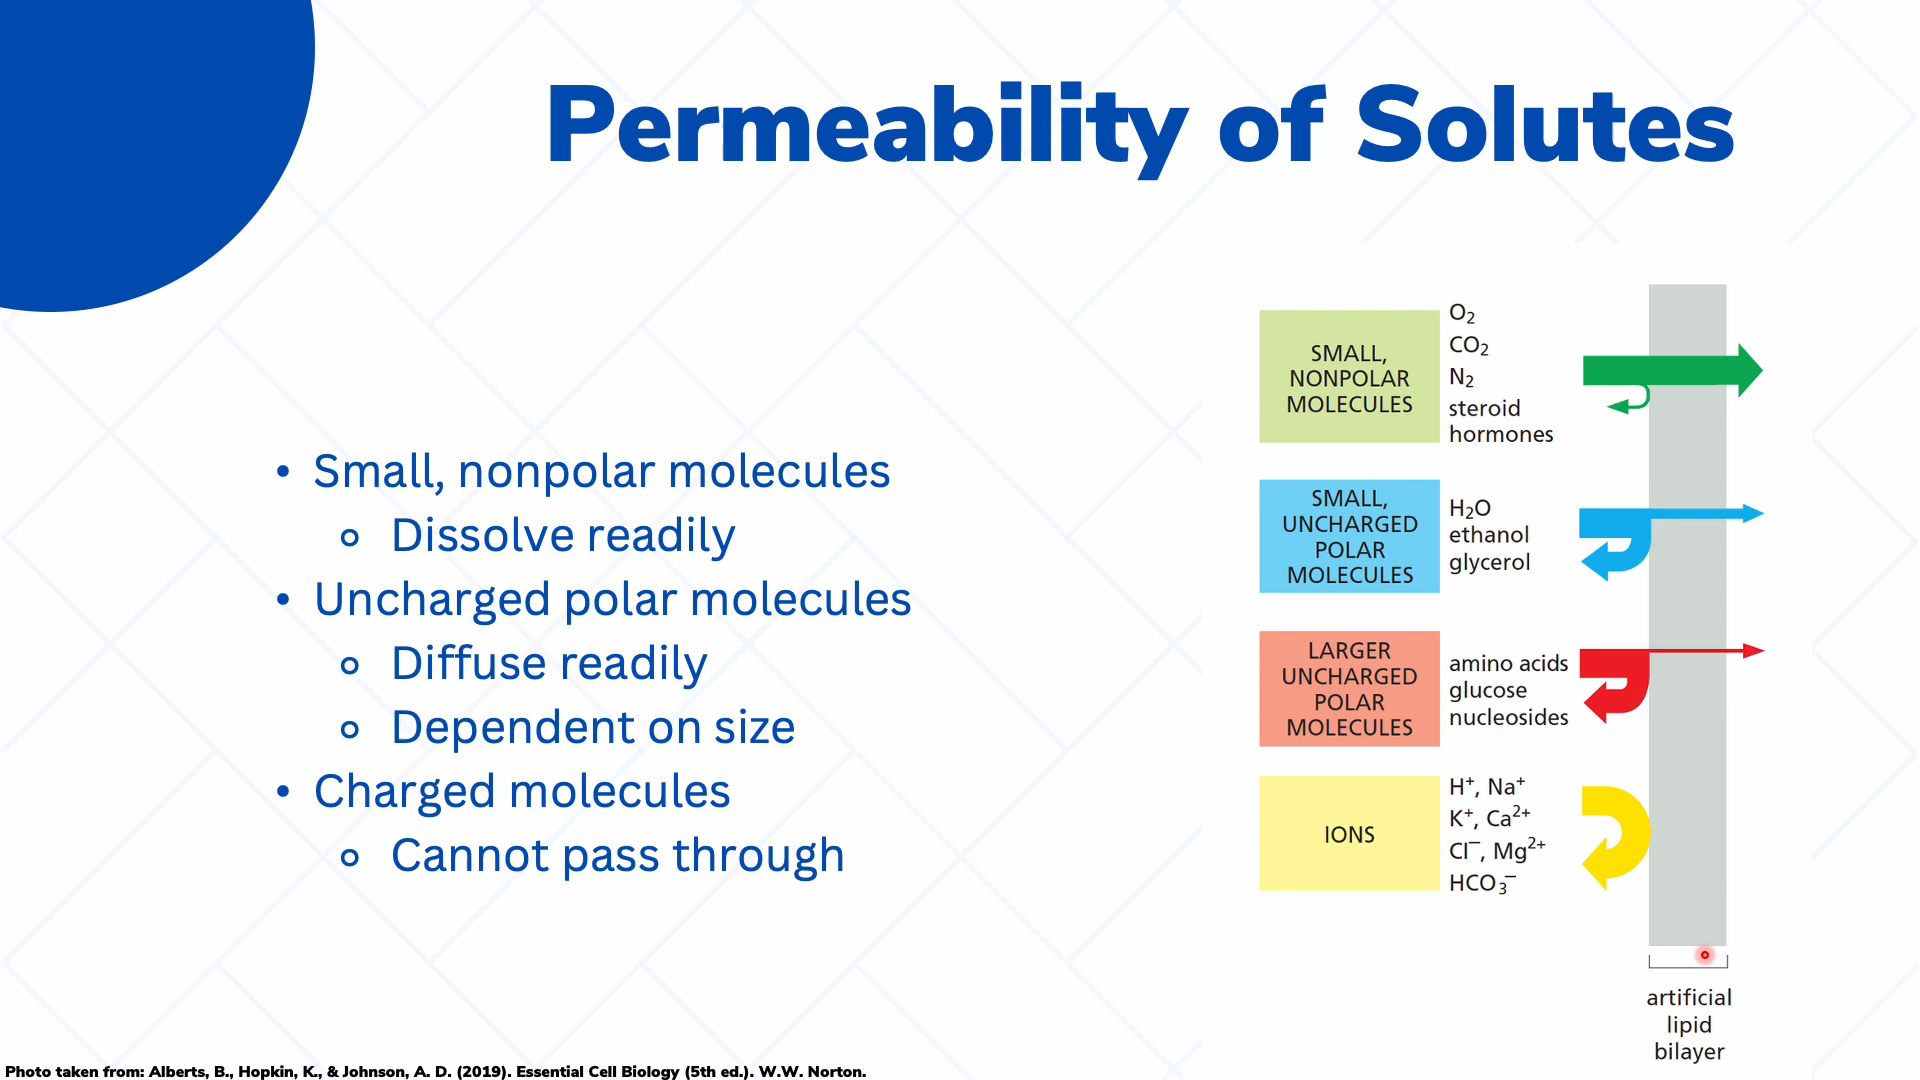 Permeability of Solutes
• Small, nonpolar molecules
◦ Dissolve readily
• Uncharged polar molecules
◦ Diffuse readily
◦ Dependent on size
• Charged molecules
◦ Cannot pass through
SMALL,
NONPOLAR
MOLECULES
O₂
CO₂
N₂
steroid
hormones
SMALL,
UNCHARGED
POLAR
MOLECULES
H₂O
ethanol
glycerol
LARGER
UNCHARGED
POLAR
MOLECULES
amino acids
glucose
nucleosides
IONS
H⁺, Na⁺
K⁺, Ca²⁺
Cl⁻, Mg²⁺
HCO₃⁻
artificial
lipid
bilayer
Photo taken from: Alberts, B., Hopkin, K., & Johnson, A. D. (2019). Essential Cell Biology (5th ed.). W.W. Norton.